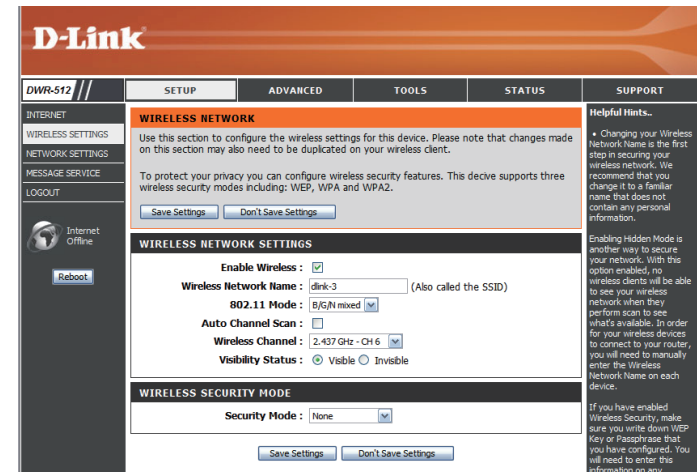 D-Link
DWR-512
SETUP
ADVANCED
TOOLS
STATUS
SUPPORT
INTERNET
WIRELESS SETTINGS
NETWORK SETTINGS
MESSAGE SERVICE
LOGOUT
Internet
Offline
Reboot
WIRELESS NETWORK
Use this section to configure the wireless settings for this device. Please note that changes made
on this section may also need to be duplicated on your wireless client.
To protect your privacy you can configure wireless security features. This decive supports three
wireless security modes including: WEP, WPA and WPA2.
Save Settings
Don't Save Settings
WIRELESS NETWORK SETTINGS
Enable Wireless :
Wireless Network Name : dlink-3 (Also called the SSID)
802.11 Mode : B/G/N mixed
Auto Channel Scan :
Wireless Channel : 2.437 GHz - CH 6
Visibility Status : Visible Invisible
WIRELESS SECURITY MODE
Security Mode : None
Save Settings
Don't Save Settings
Helpful Hints..
• Changing your Wireless
Network Name is the first
step in securing your
wireless network. We
recommend that you
change it to a familiar
name that does not
contain any personal
information.
Enabling Hidden Mode is
another way to secure
your network. With this
option enabled, no
wireless clients will be able
to see your wireless
network when they
perform scan to see
what's available. In order
for your wireless devices
to connect to your router,
you will need to manually
enter the Wireless
Network Name on each
device.
If you have enabled
Wireless Security, make
sure you write down WEP
Key or Passphrase that
you have configured. You
will need to enter this
information on any